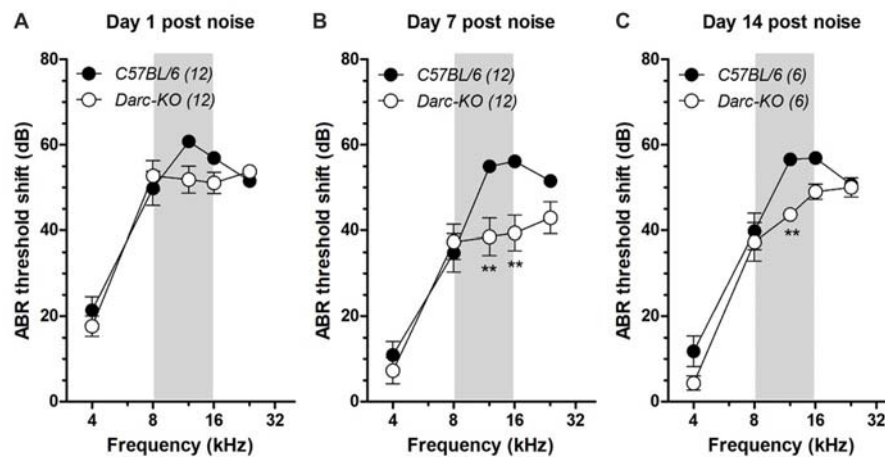 A Day 1 post noise
ABR threshold shift (dB)
80
60
40
20
0
C57BL/6 (12)
Darc-KO (12)
4 8 16 32
Frequency (kHz)
B Day 7 post noise
ABR threshold shift (dB)
80
60
40
20
0
C57BL/6 (12)
Darc-KO (12)
** **
4 8 16 32
Frequency (kHz)
C Day 14 post noise
ABR threshold shift (dB)
80
60
40
20
0
C57BL/6 (6)
Darc-KO (6)
**
4 8 16 32
Frequency (kHz)